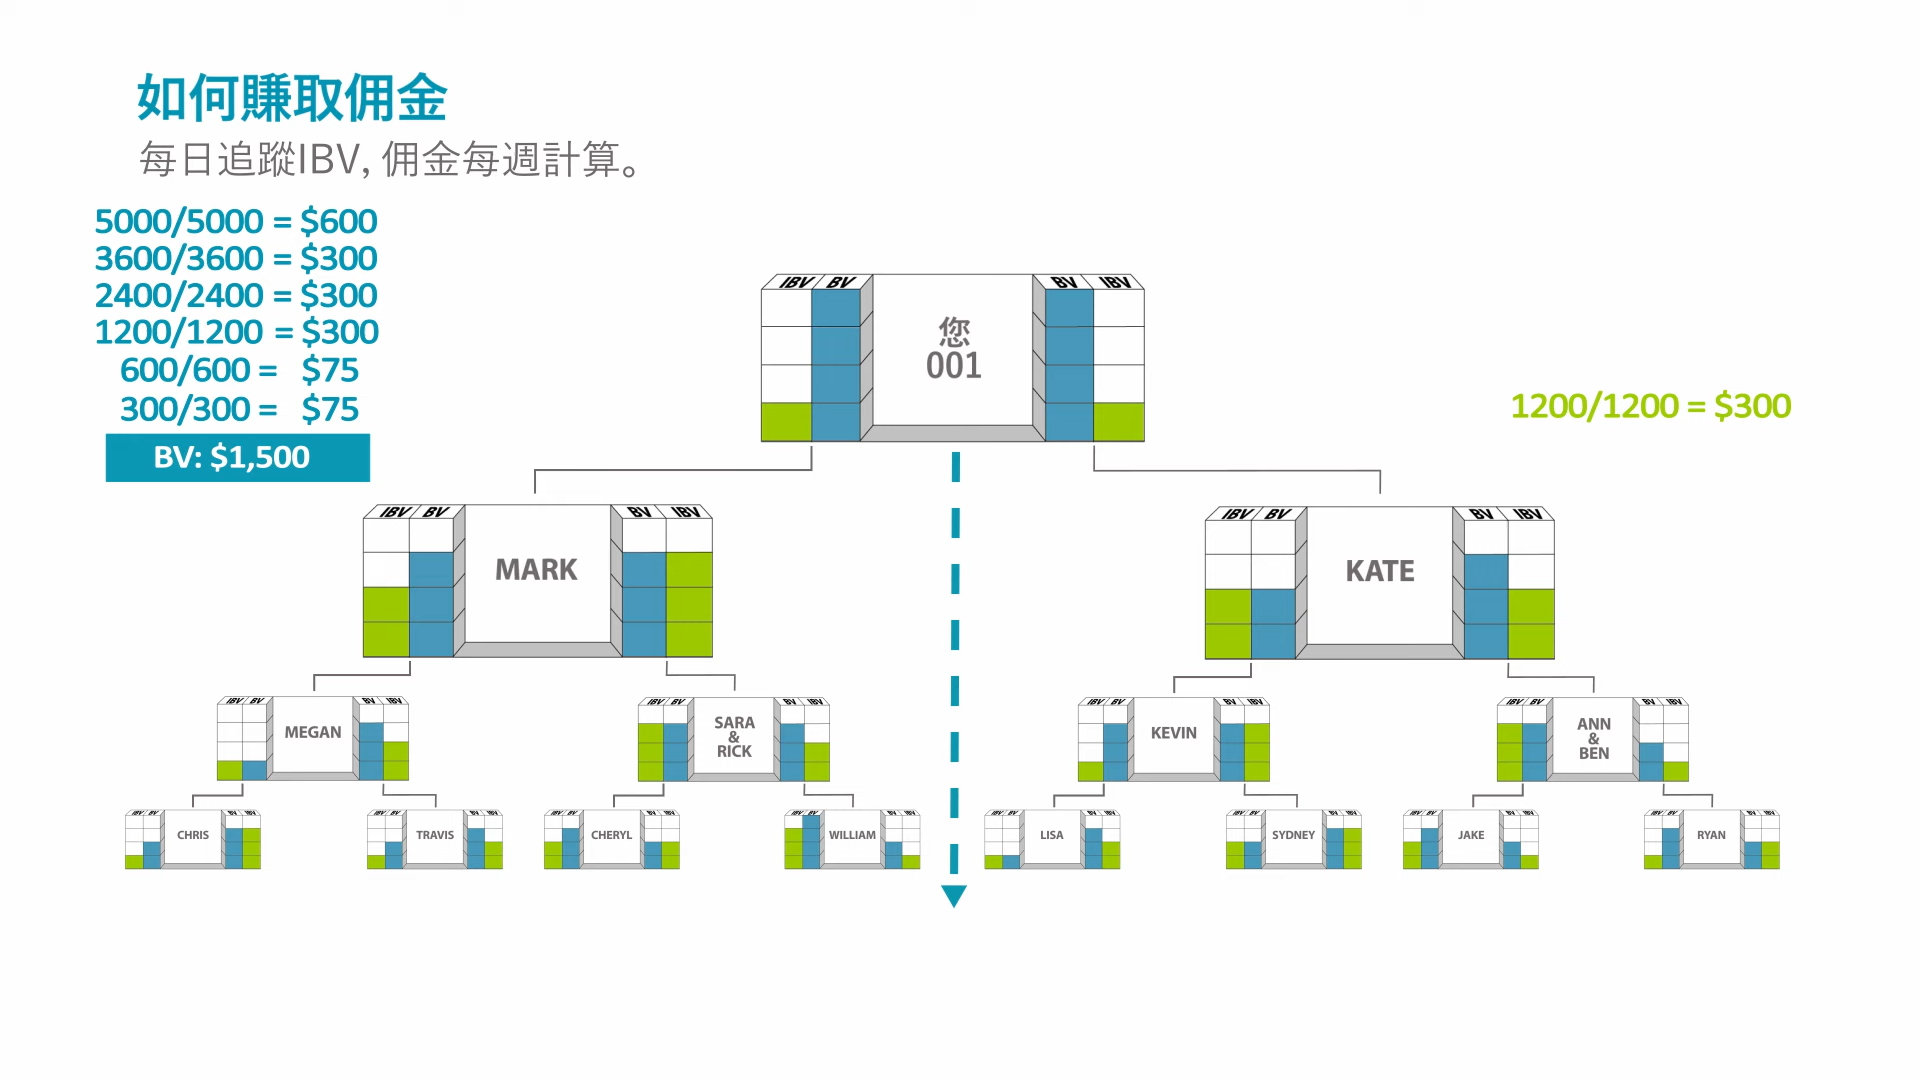 如何賺取佣金
每日追蹤IBV, 佣金每週計算。
5000/5000 = $600
3600/3600 = $300
2400/2400 = $300
1200/1200 = $300
600/600 = $75
300/300 = $75
BV: $1,500
IBV BV BV IBV
您
001
1200/1200 = $300
IBV BV BV IBV
MARK
IBV BV BV IBV
KATE
IBV BV BV IBV
MEGAN
IBV BV BV IBV
SARA
&
RICK
IBV BV BV IBV
KEVIN
IBV BV BV IBV
ANN
&
BEN
IBV BV BV IBV
CHRIS
IBV BV BV IBV
TRAVIS
IBV BV BV IBV
CHERYL
IBV BV BV IBV
WILLIAM
IBV BV BV IBV
LISA
IBV BV BV IBV
SYDNEY
IBV BV BV IBV
JAKE
IBV BV BV IBV
RYAN